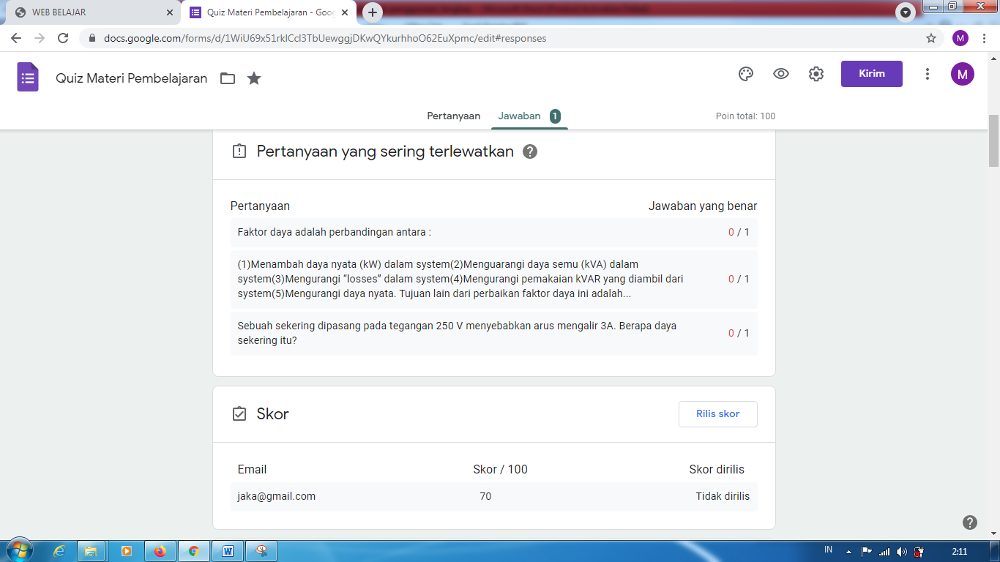 WEB BELAJAR
Quiz Materi Pembelajaran - Goo
docs.google.com/forms/d/1WiU69x51rklCcl3TbUewggjDKwQYkurhhoO62EuXpmc/edit#responses
M
Quiz Materi Pembelajaran
Kirim
M
Pertanyaan Jawaban 1 Poin total: 100
Pertanyaan yang sering terlewatkan ?
Pertanyaan Jawaban yang benar
Faktor daya adalah perbandingan antara : 0 / 1
(1)Menambah daya nyata (kW) dalam system(2)Menguarangi daya semu (kVA) dalam
system(3)Mengurangi “losses” dalam system(4)Mengurangi pemakaian kVAR yang diambil dari 0 / 1
system(5)Mengurangi daya nyata. Tujuan lain dari perbaikan faktor daya ini adalah...
Sebuah sekering dipasang pada tegangan 250 V menyebabkan arus mengalir 3A. Berapa daya 0 / 1
sekering itu?
Skor Rilis skor
Email Skor / 100 Skor dirilis
jaka@gmail.com 70 Tidak dirilis
?
IN 2:11